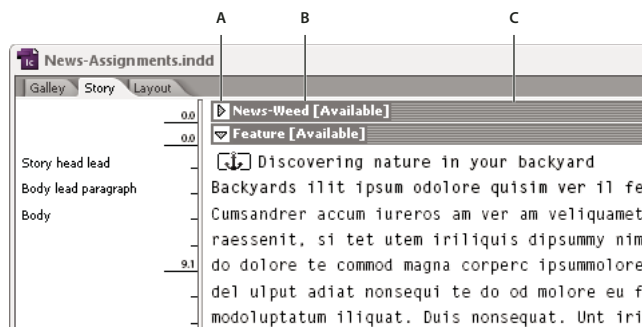 A B C
Ic News-Assignments.indd
Galley Story Layout
0.0 News-Weed [Available]
0.0 Feature [Available]
Story head lead Discovering nature in your backyard
Body lead paragraph Backyards ilit ipsum odolore quisim ver il fe
Body Cumsandrer accum iureros am ver am veliquamet
raessenit, si tet utem iriliquis dipsummy nim
9.1 do dolore te commod magna corperc ipsummolore
del ulput adiat nonsequi te do od molore eu f
modoluptatum iliquat. Duis nonsequat. Unt iri